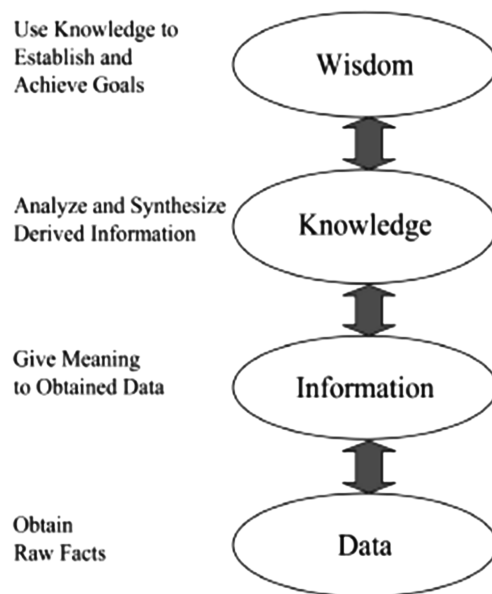 Use Knowledge to
Establish and
Achieve Goals
Wisdom
Analyze and Synthesize
Derived Information
Knowledge
Give Meaning
to Obtained Data
Information
Obtain
Raw Facts
Data